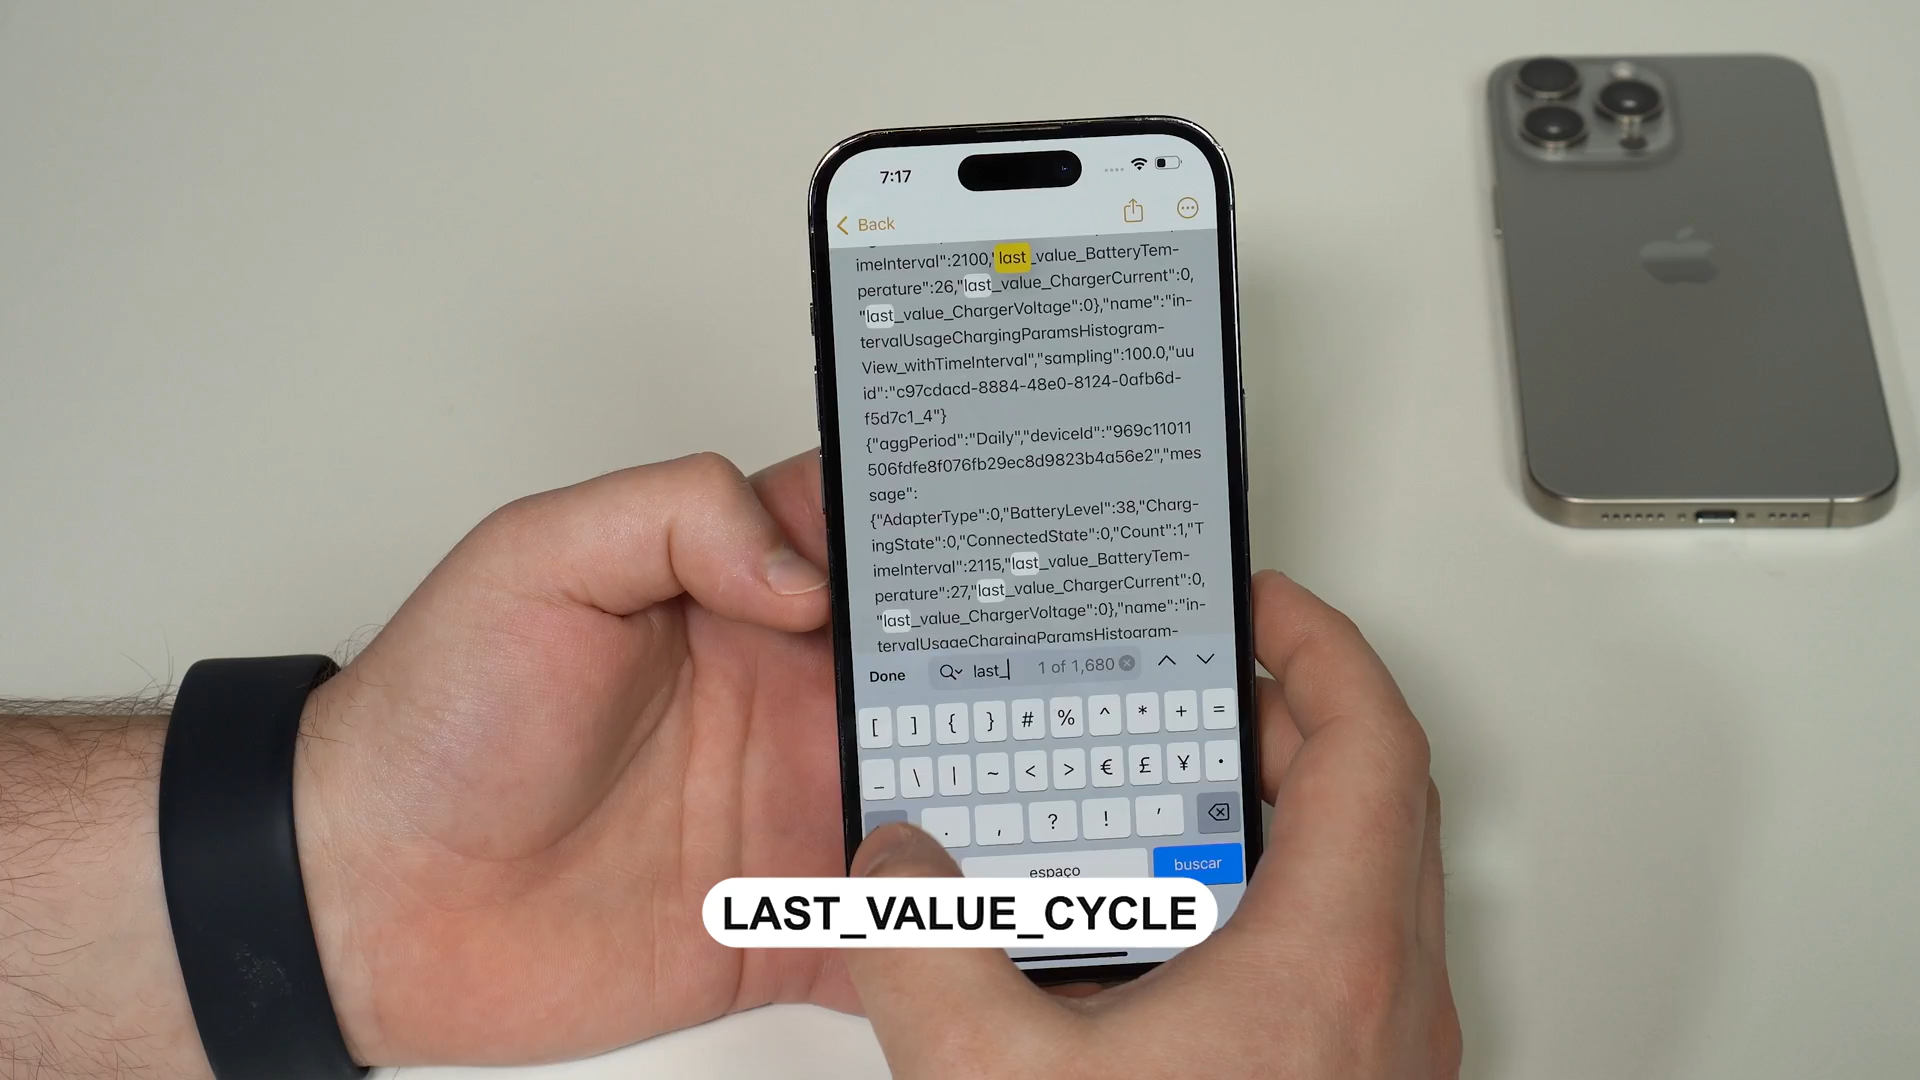 7:17
Back
imeInterval":2100,"last_value_BatteryTem-
perature":26,"last_value_ChargerCurrent":0,
"last_value_ChargerVoltage":0},"name":"in-
tervalUsageChargingParamsHistogram-
View_withTimeInterval","sampling":100.0,"uu
id":"c97cdacd-8884-48e0-8124-0afb6d-
f5d7c1_4"}
{"aggPeriod":"Daily","deviceId":"969c11011
506fdfe8f076fb29ec8d9823b4a56e2","mes
sage":
{"AdapterType":0,"BatteryLevel":38,"Charg-
ingState":0,"ConnectedState":0,"Count":1,"T
imeInterval":2115,"last_value_BatteryTem-
perature":27,"last_value_ChargerCurrent":0,
"last_value_ChargerVoltage":0},"name":"in-
tervalUsageChargingParamsHistogram-
Done last_ 1 of 1,680
[ ] { } # % ^ * + =
_ \ | ~ < > € £ ¥ •
. , ? ! '
espaço buscar
LAST_VALUE_CYCLE